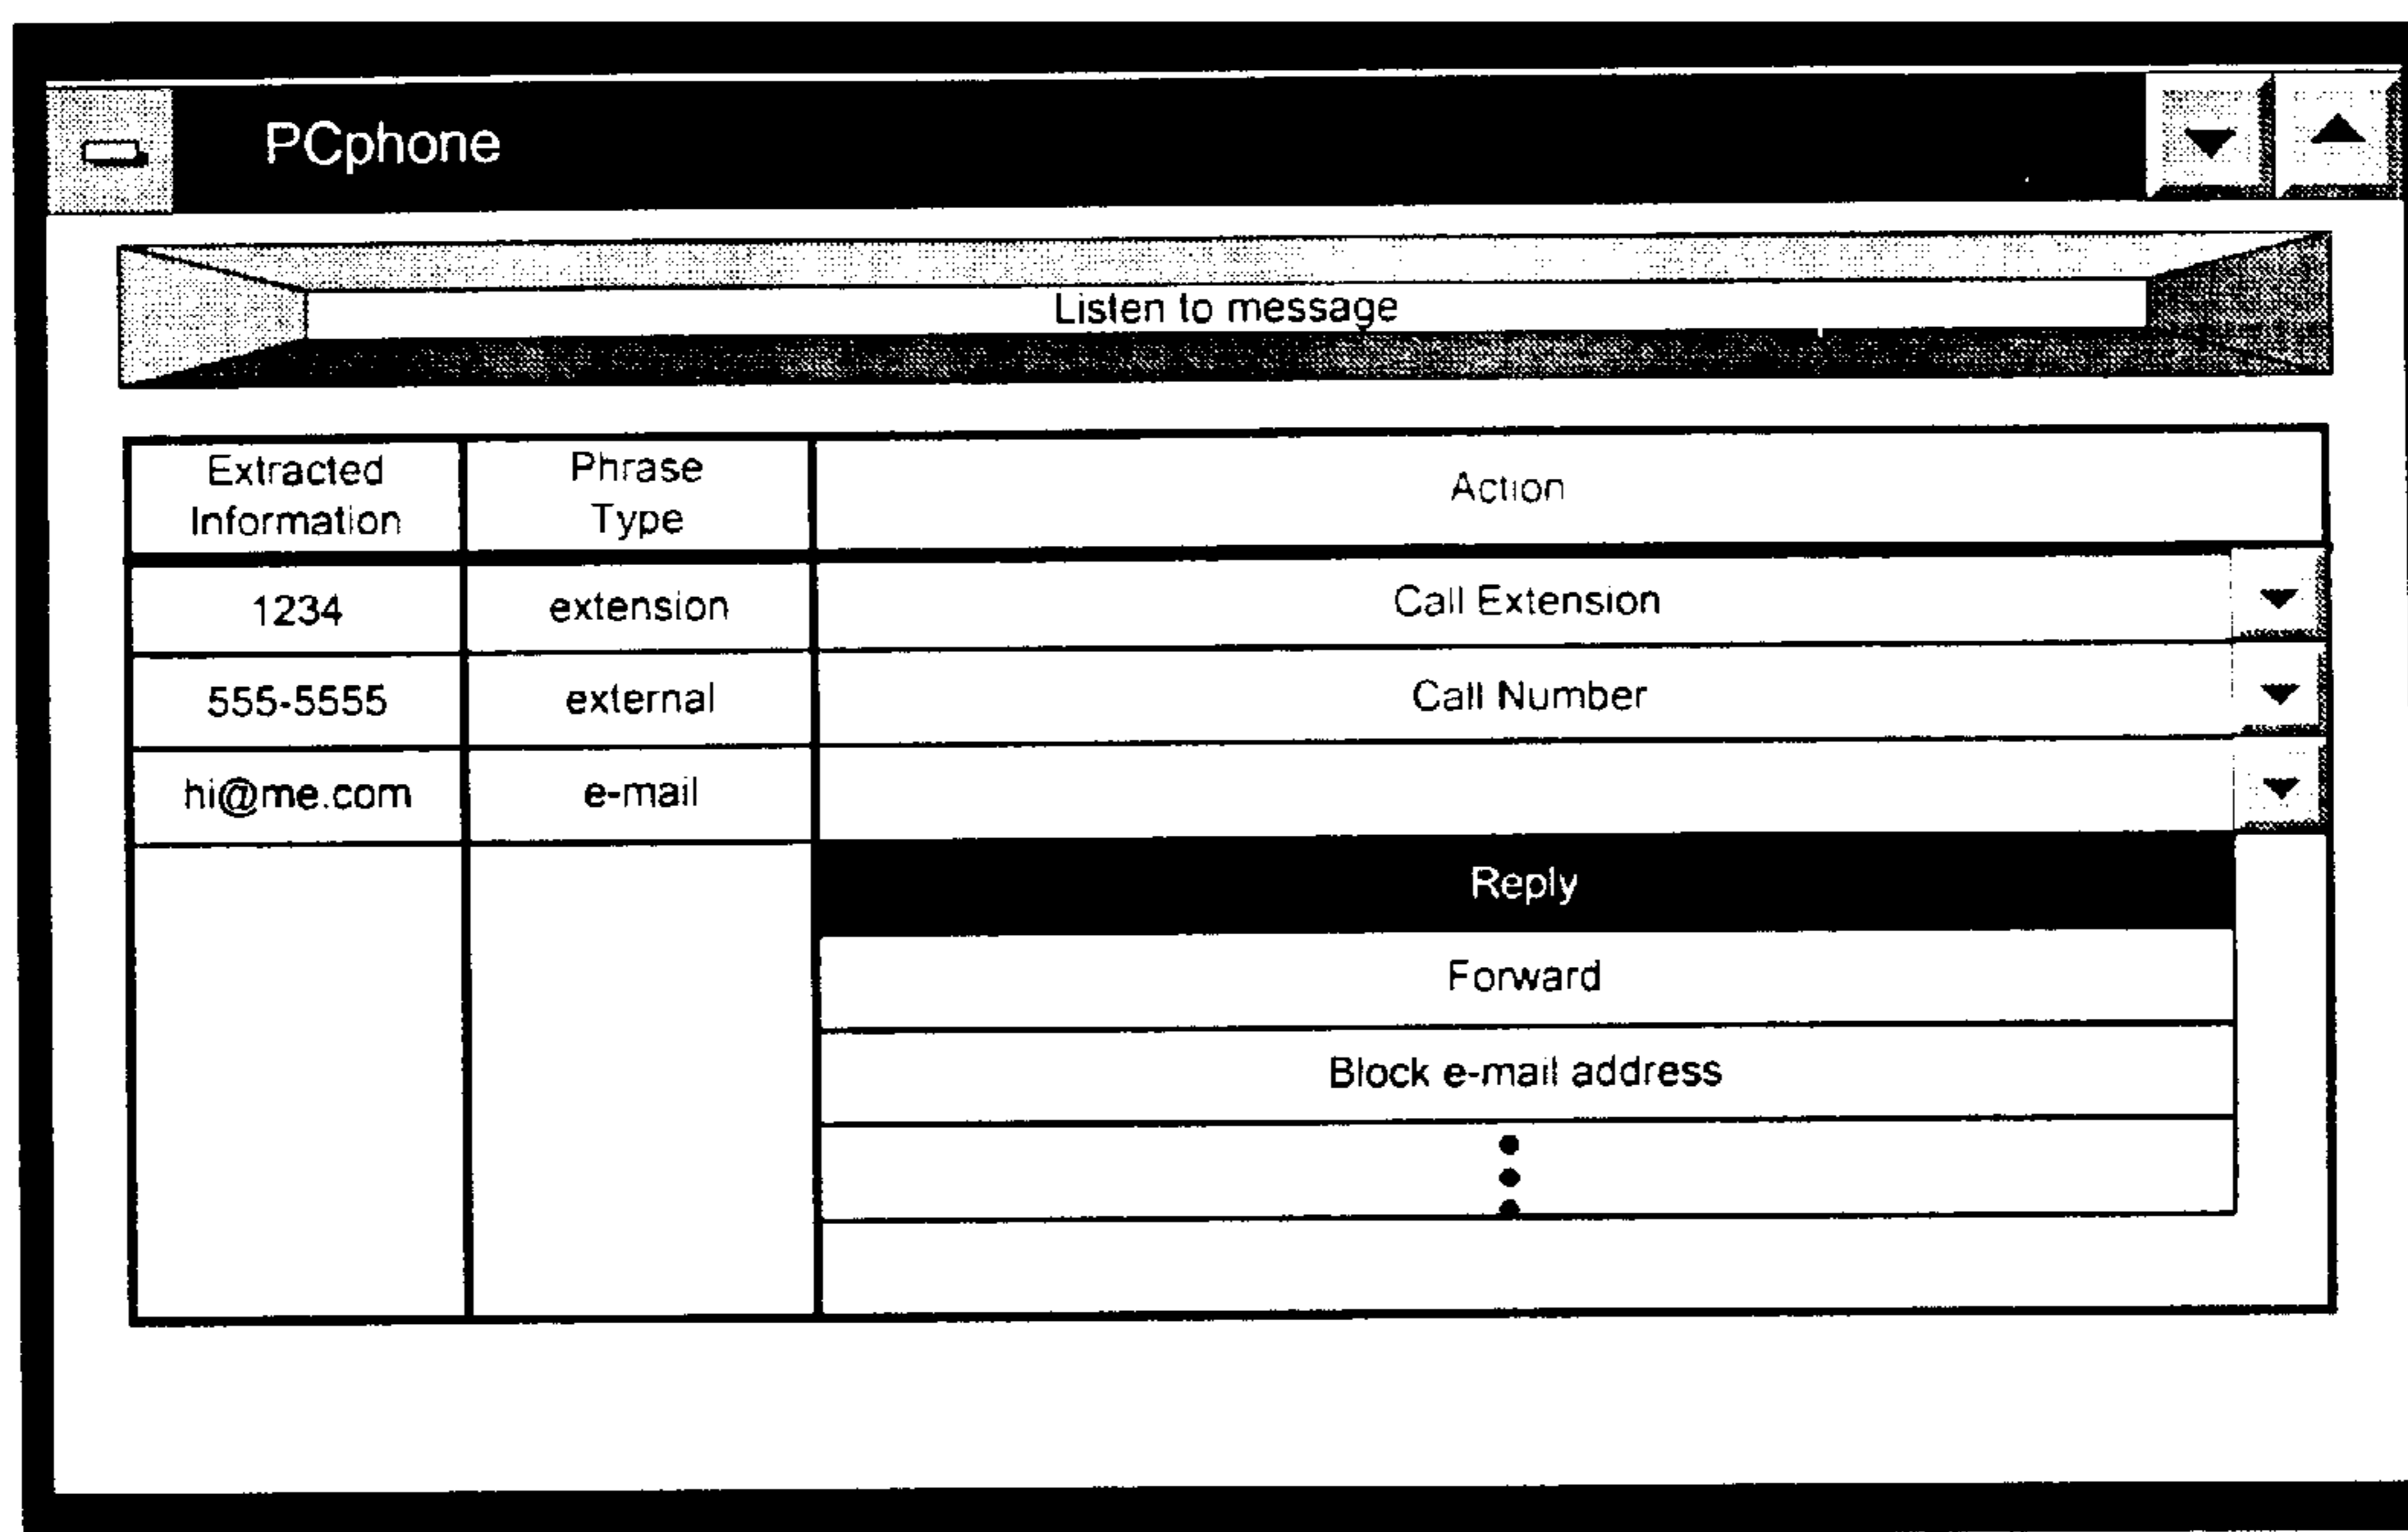 PCphone
Listen to message
Extracted Information
Phrase Type
Action
1234 extension Call Extension
555-5555 external Call Number
hi@me.com e-mail
Reply
Forward
Block e-mail address